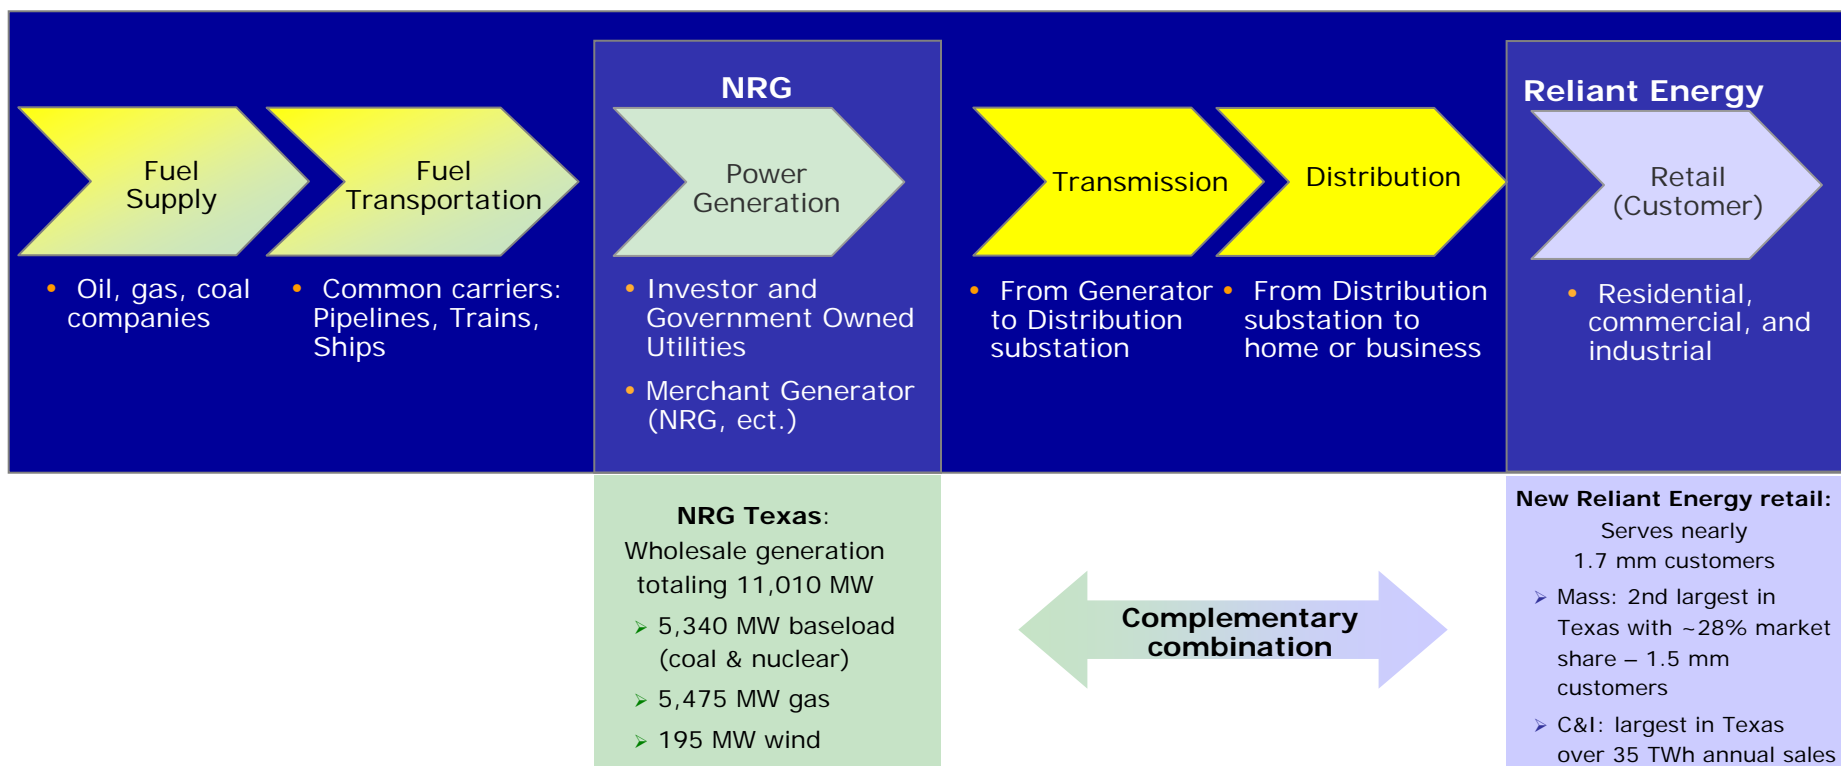 NRG
Reliant Energy
Fuel
Supply
Fuel
Transportation
Power
Generation
Transmission
Distribution
Retail
(Customer)
• Oil, gas, coal
companies
• Common carriers:
Pipelines, Trains,
Ships
• Investor and
Government Owned
Utilities
• Merchant Generator
(NRG, ect.)
• From Generator
to Distribution
substation
• From Distribution
substation to
home or business
• Residential,
commercial, and
industrial
NRG Texas:
Wholesale generation
totaling 11,010 MW
➢ 5,340 MW baseload
(coal & nuclear)
➢ 5,475 MW gas
➢ 195 MW wind
Complementary
combination
New Reliant Energy retail:
Serves nearly
1.7 mm customers
➢ Mass: 2nd largest in
Texas with ~28% market
share – 1.5 mm
customers
➢ C&I: largest in Texas
over 35 TWh annual sales